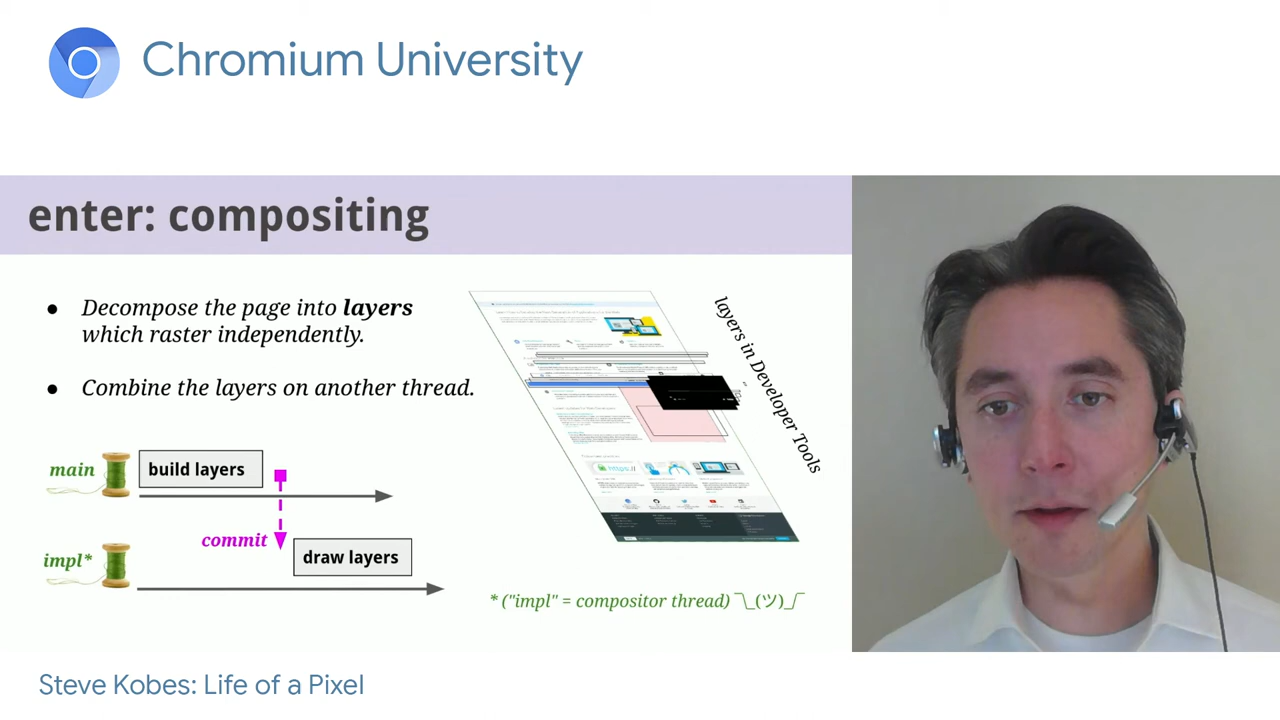 Chromium University
enter: compositing
● Decompose the page into layers
which raster independently.
● Combine the layers on another thread.
layers in Developer Tools
main
build layers
commit
impl*
draw layers
https://
* ("impl" = compositor thread) ¯\_(ツ)_/¯
Steve Kobes: Life of a Pixel